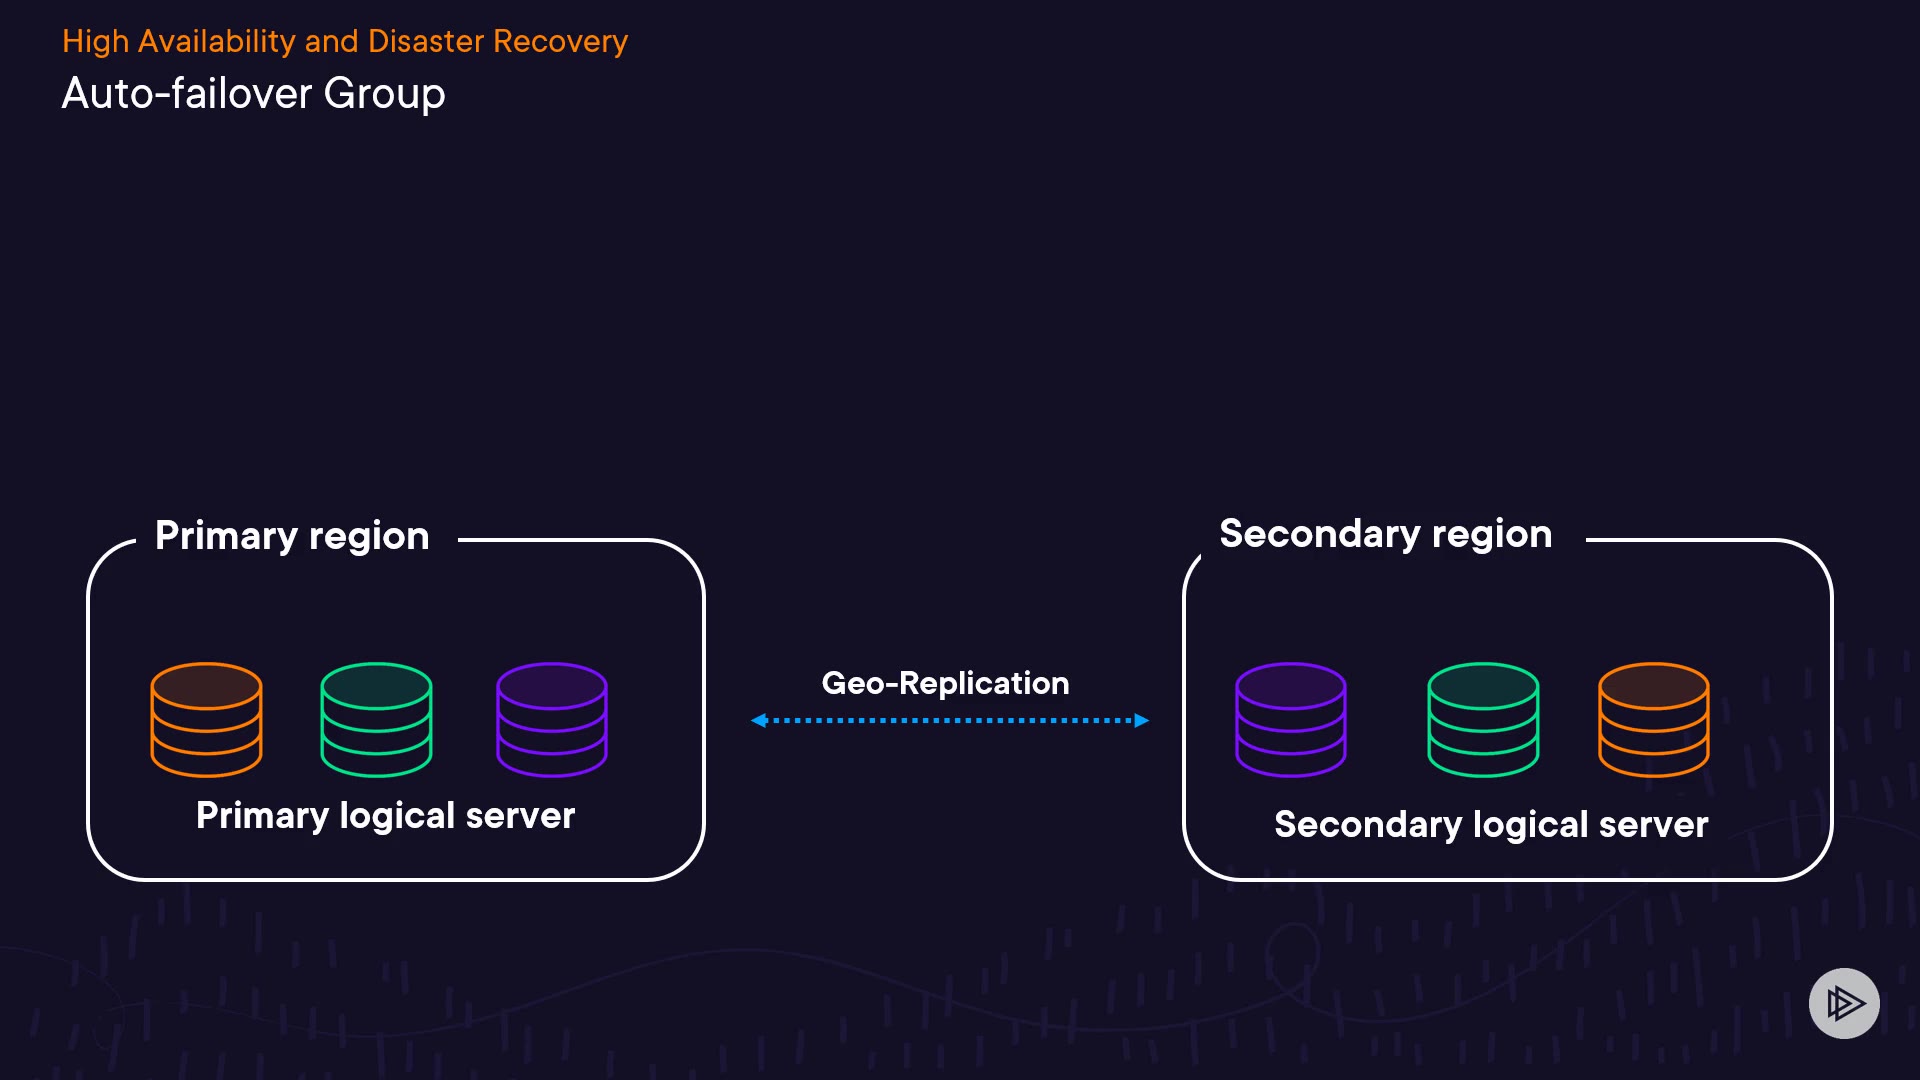 High Availability and Disaster Recovery
Auto-failover Group
Primary region
Secondary region
Geo-Replication
Primary logical server
Secondary logical server